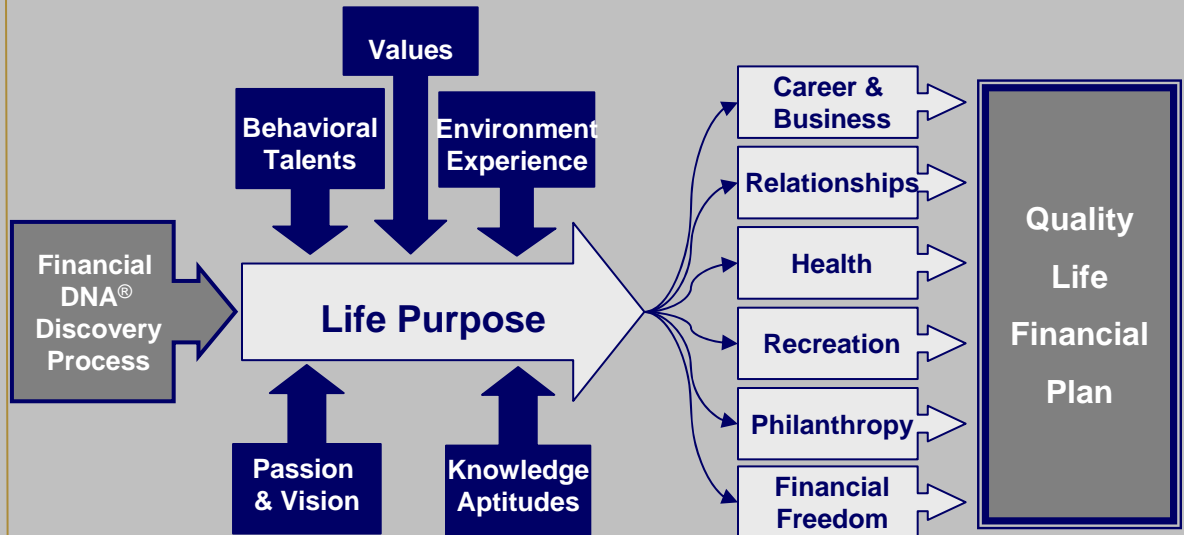 Values
Behavioral
Talents
Environment
Experience
Financial
DNA®
Discovery
Process
Life Purpose
Passion
& Vision
Knowledge
Aptitudes
Career &
Business
Relationships
Health
Recreation
Philanthropy
Financial
Freedom
Quality
Life
Financial
Plan